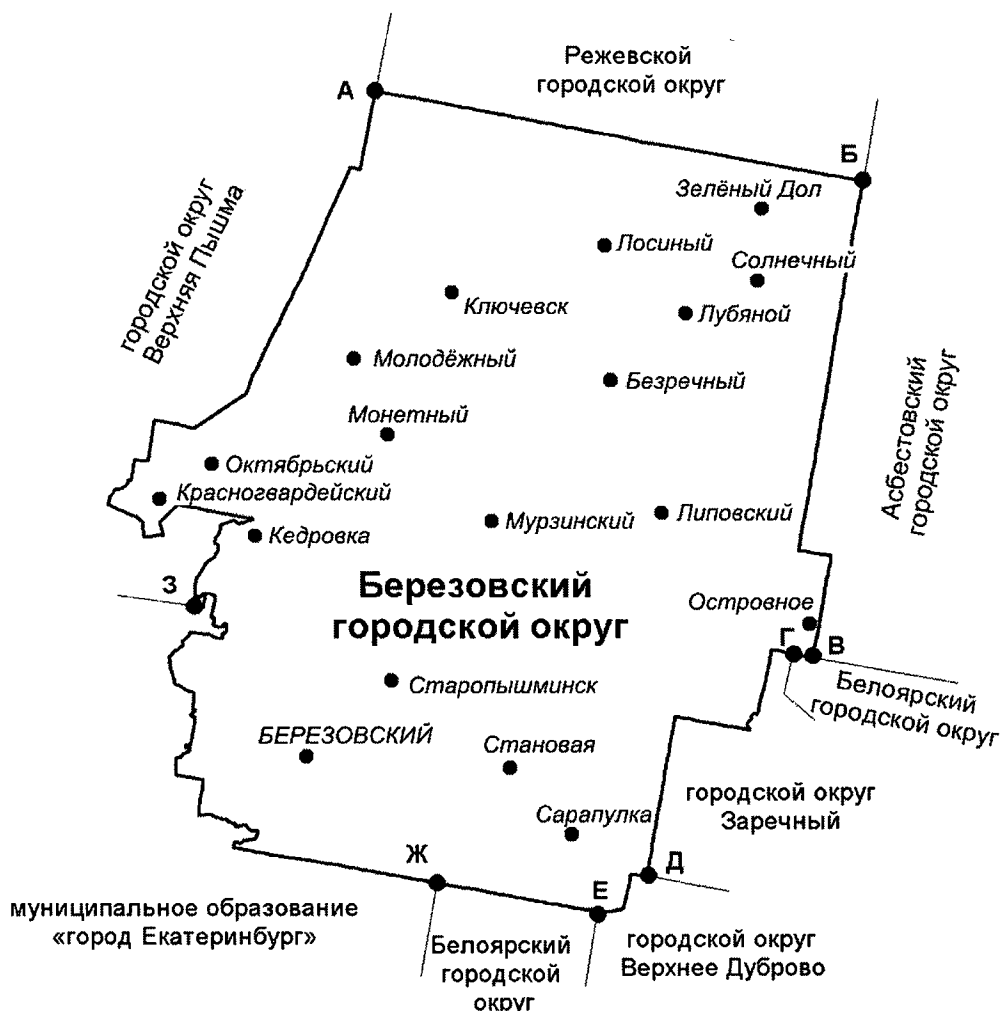 Режевской
городской округ
А
Б
Зелёный Дол
городской округ
Верхняя Пышма
Лосиный
Солнечный
Ключевск
Лубяной
Молодёжный
Безречный
Асбестовский
городской округ
Монетный
Октябрьский
Красногвардейский
Мурзинский
Липовский
Кедровка
З
Березовский
городской округ
Островное
Г
В
Старопышминск
Белоярский
городской округ
БЕРЕЗОВСКИЙ
Становая
городской округ
Заречный
Сарапулка
Ж
Д
Е
муниципальное образование
«город Екатеринбург»
Белоярский
городской
округ
городской округ
Верхнее Дуброво